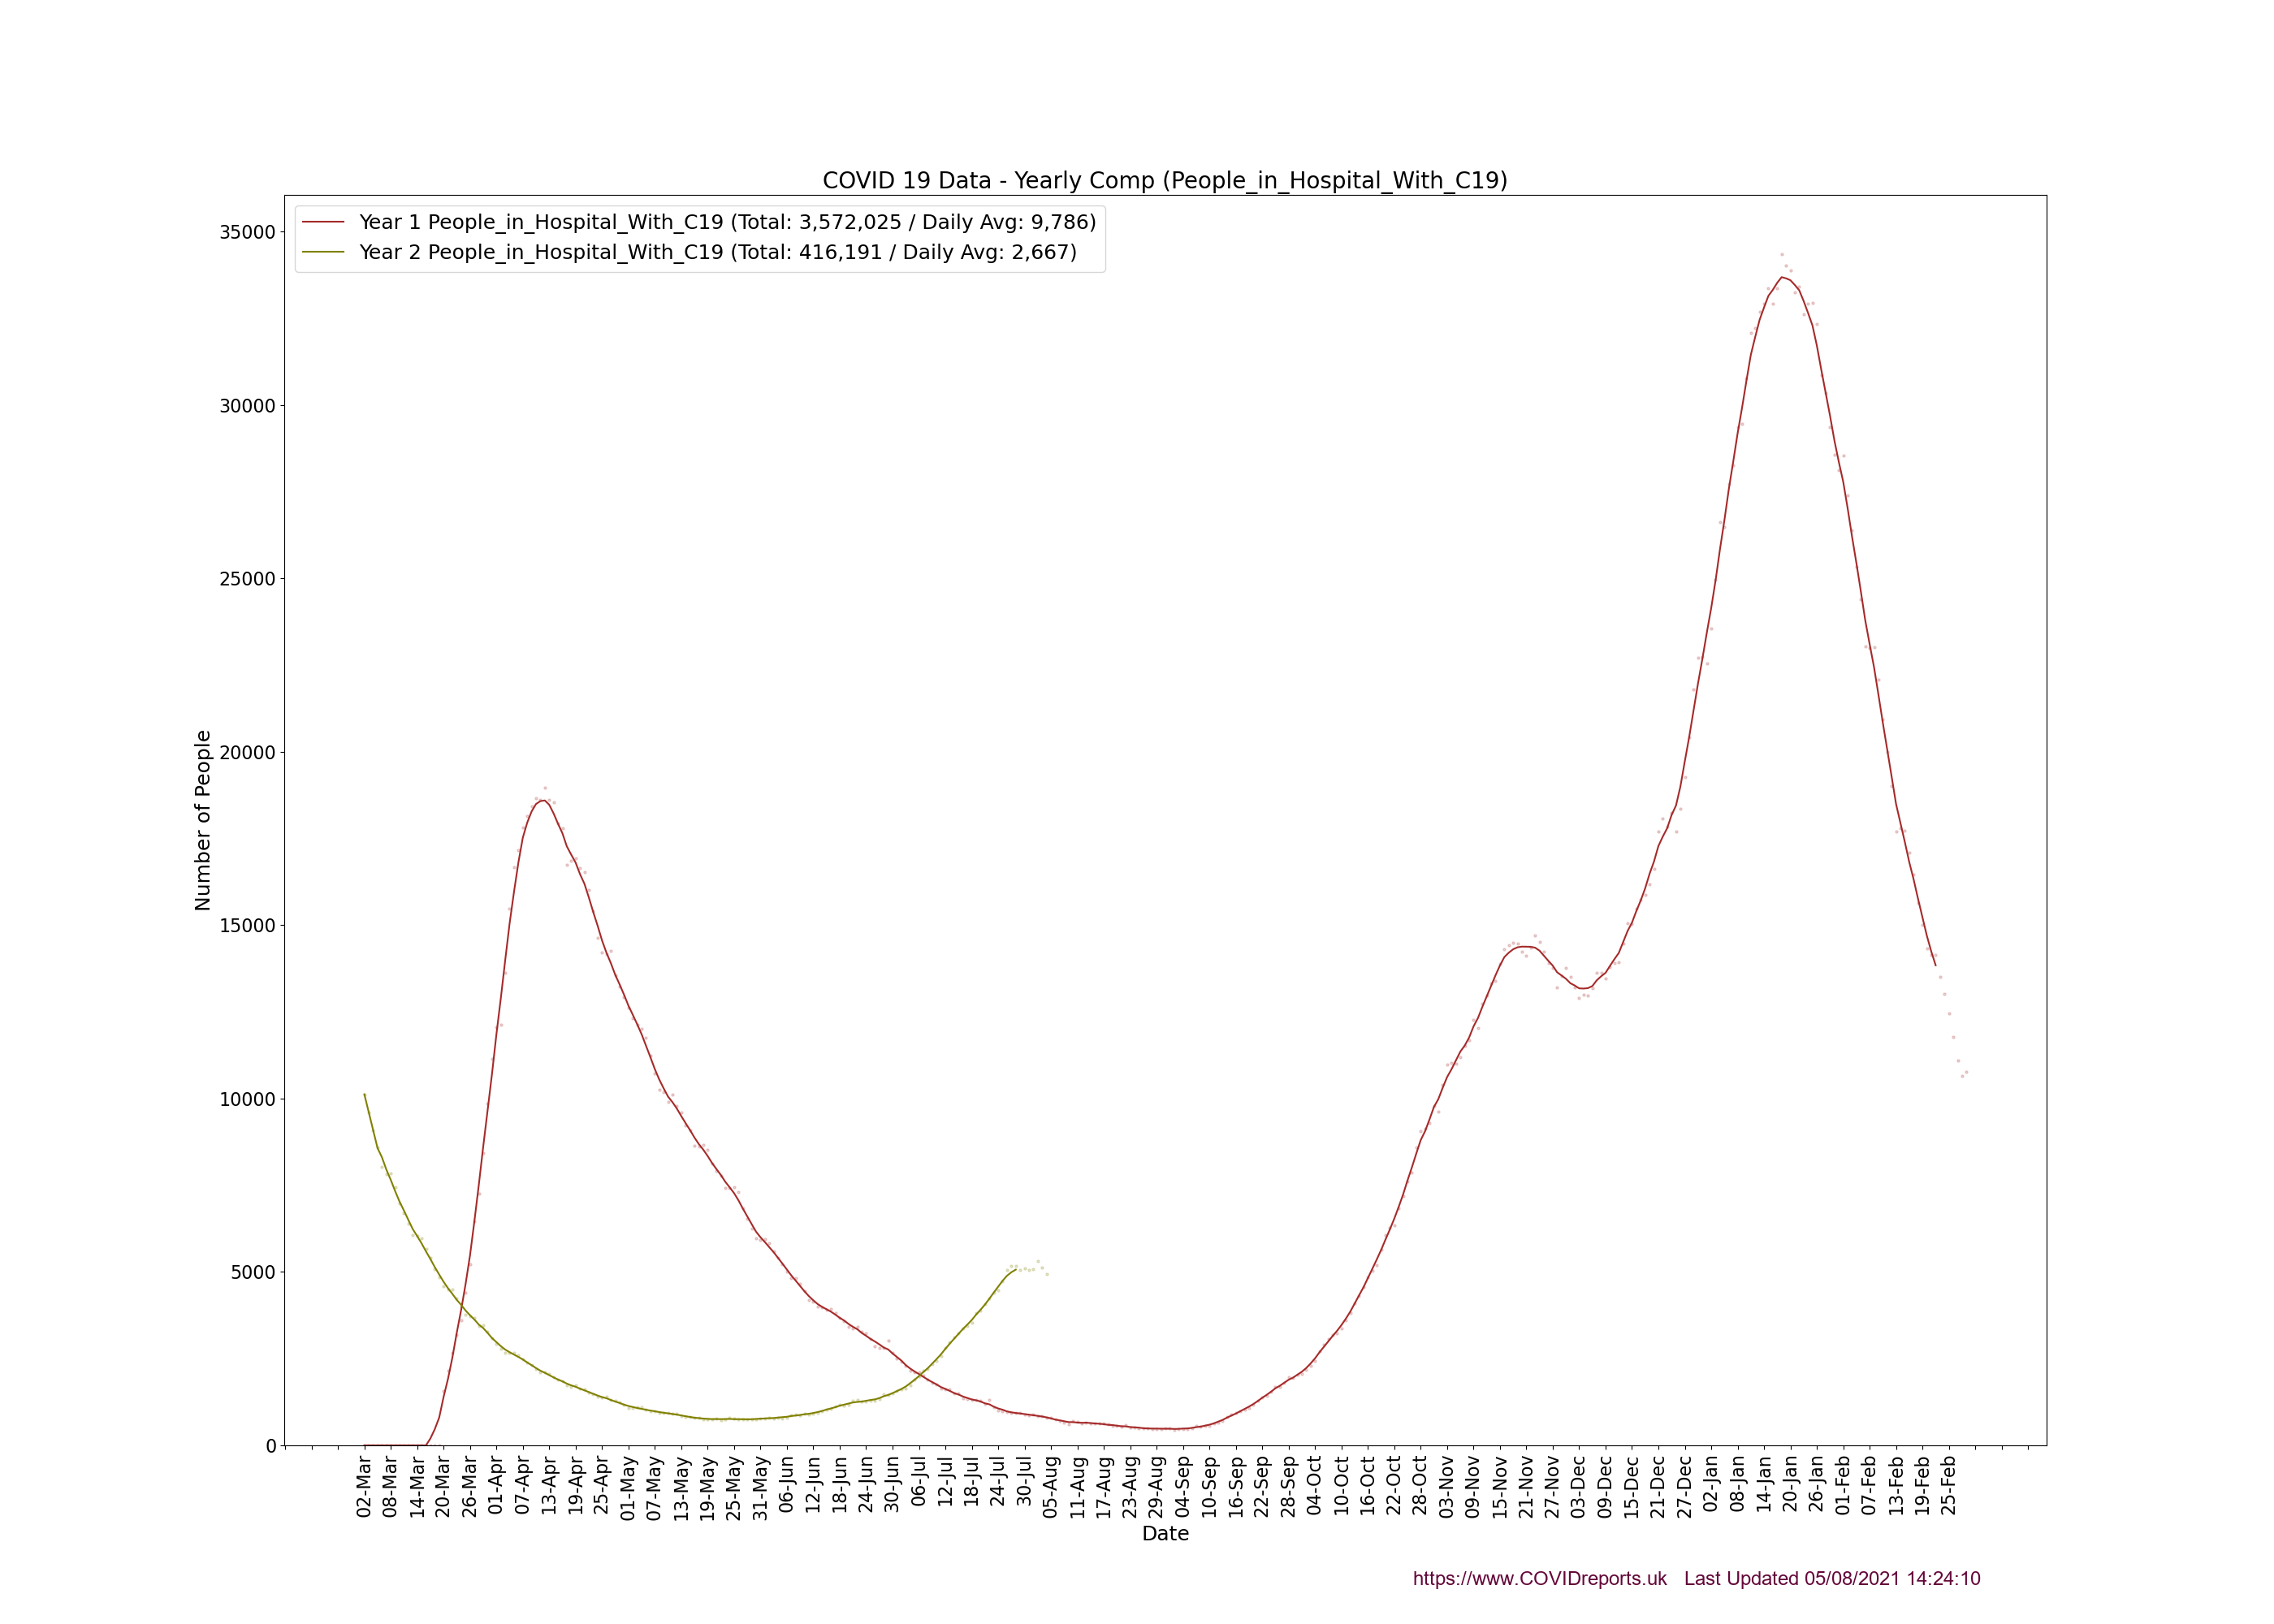 COVID 19 Data - Yearly Comp (People_in_Hospital_With_C19)
Year 1 People_in_Hospital_With_C19 (Total: 3,572,025 / Daily Avg: 9,786)
Year 2 People_in_Hospital_With_C19 (Total: 416,191 / Daily Avg: 2,667)
Number of People
35000
30000
25000
20000
15000
10000
5000
0
02-Mar
08-Mar
14-Mar
20-Mar
26-Mar
01-Apr
07-Apr
13-Apr
19-Apr
25-Apr
01-May
07-May
13-May
19-May
25-May
31-May
06-Jun
12-Jun
18-Jun
24-Jun
30-Jun
06-Jul
12-Jul
18-Jul
24-Jul
30-Jul
05-Aug
11-Aug
17-Aug
23-Aug
29-Aug
04-Sep
10-Sep
16-Sep
22-Sep
28-Sep
04-Oct
10-Oct
16-Oct
22-Oct
28-Oct
03-Nov
09-Nov
15-Nov
21-Nov
27-Nov
03-Dec
09-Dec
15-Dec
21-Dec
27-Dec
02-Jan
08-Jan
14-Jan
20-Jan
26-Jan
01-Feb
07-Feb
13-Feb
19-Feb
25-Feb
Date
https://www.COVIDreports.uk Last Updated 05/08/2021 14:24:10